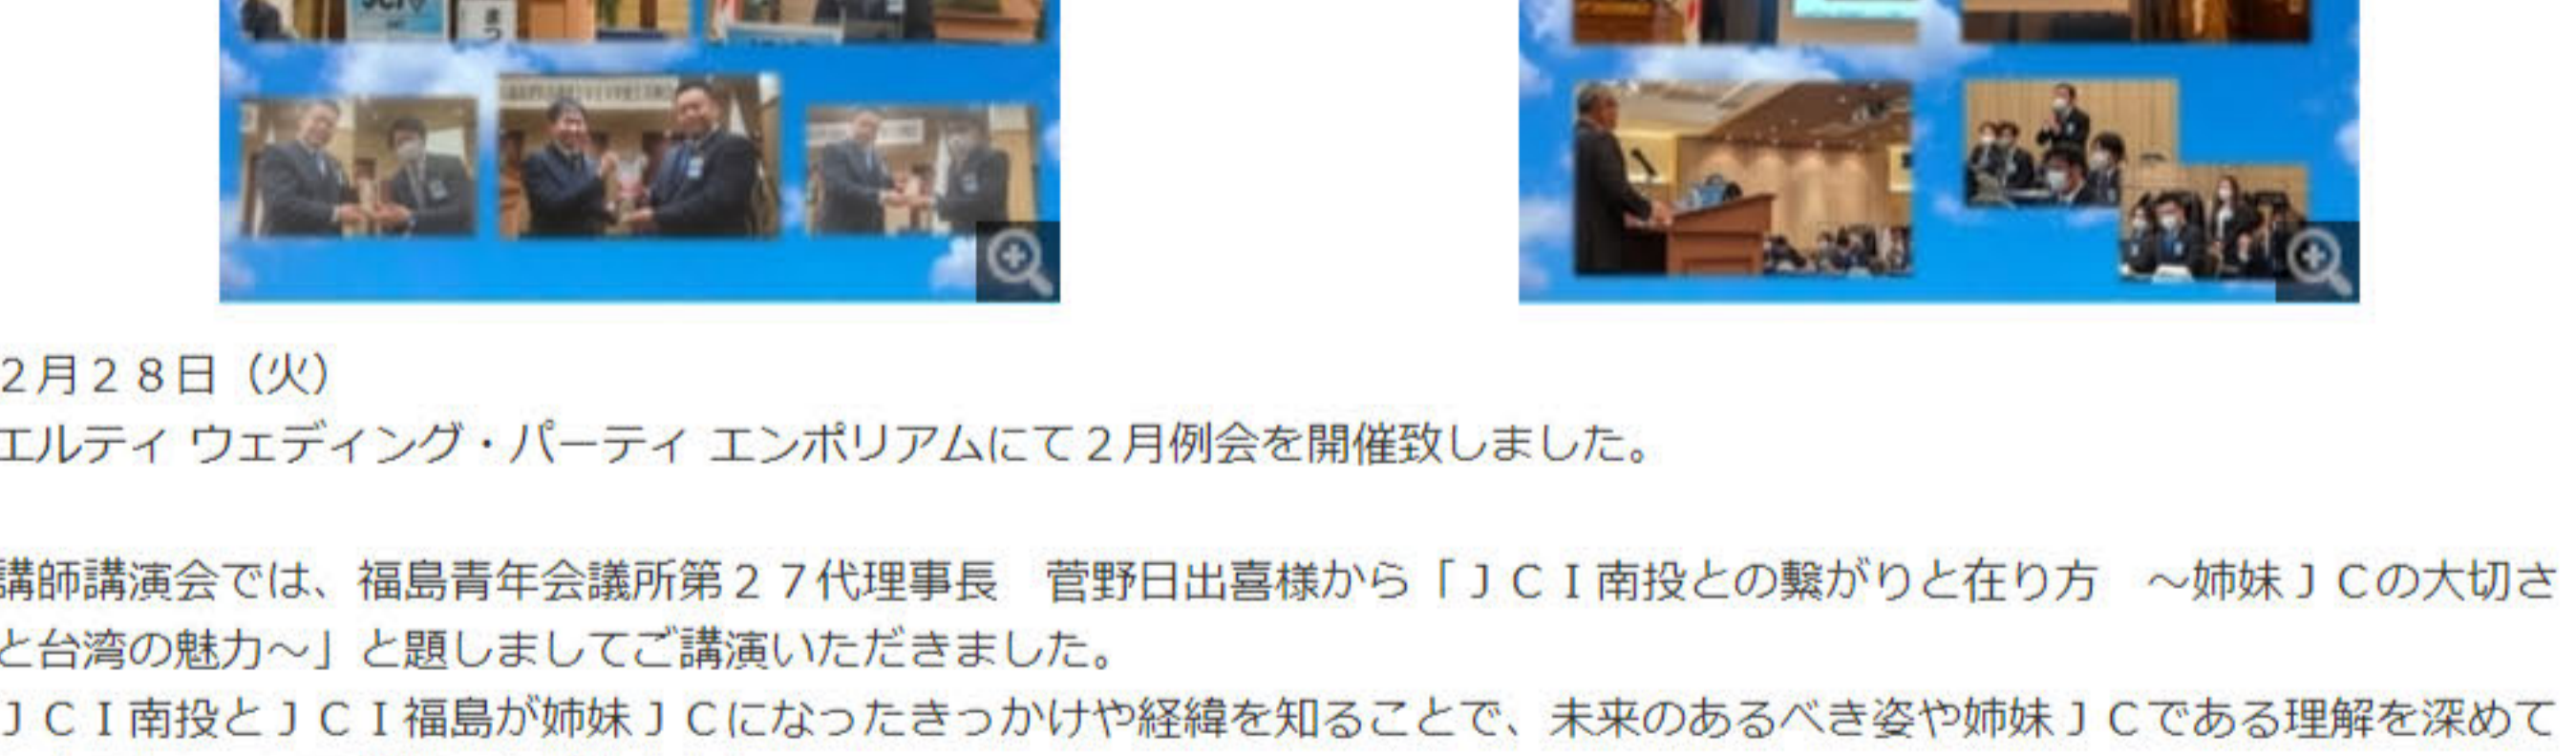 JCI
まつ
２月２８日（火）
エルティ ウェディング・パーティ エンポリアムにて２月例会を開催致しました。
講師講演会では、福島青年会議所第２７代理事長　菅野日出喜様から「ＪＣＩ南投との繋がりと在り方　～姉妹ＪＣの大切さ
と台湾の魅力～」と題しましてご講演いただきました。
ＪＣＩ南投とＪＣＩ福島が姉妹ＪＣになったきっかけや経緯を知ることで、未来のあるべき姿や姉妹ＪＣである理解を深めて